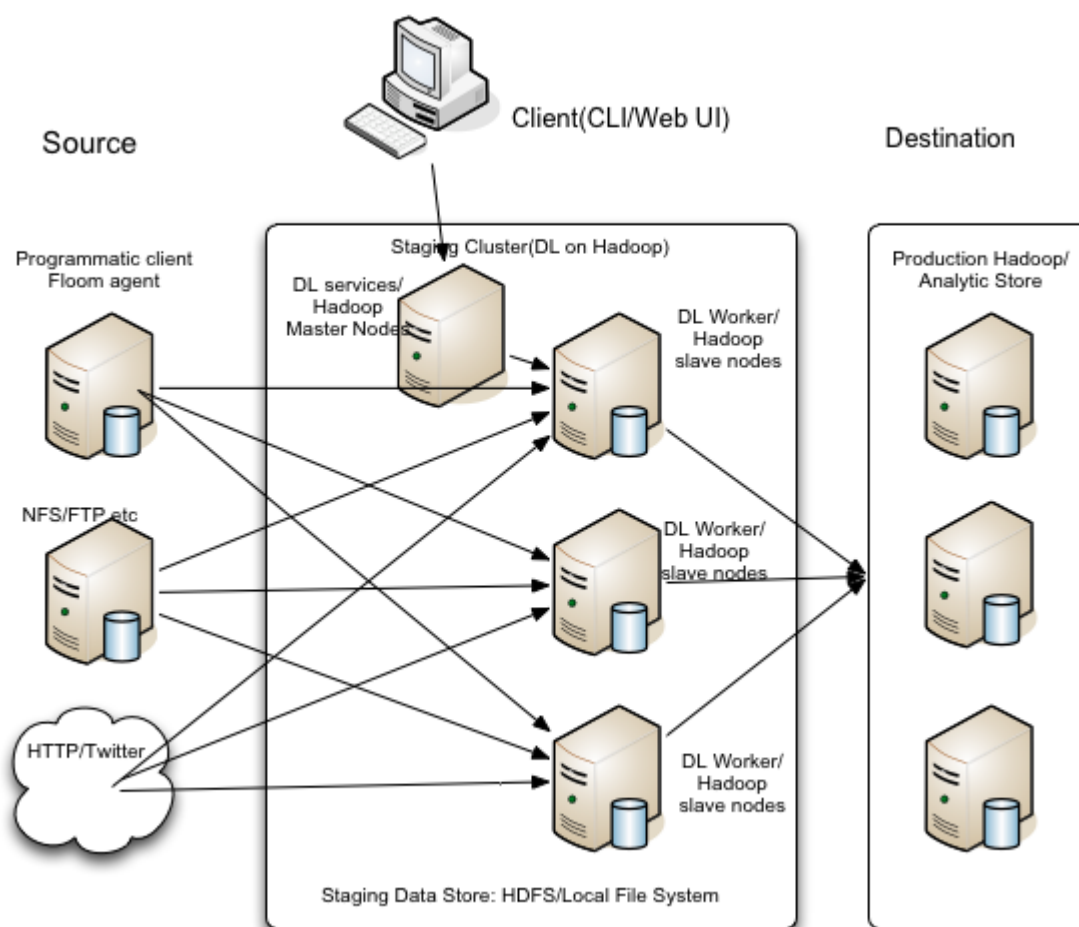 Client(CLI/Web UI)
Source
Destination
Staging Cluster(DL on Hadoop)
Programmatic client
Floom agent
DL services/
Hadoop
Master Nodes
DL Worker/
Hadoop
slave nodes
Production Hadoop/
Analytic Store
NFS/FTP etc
DL Worker/
Hadoop
slave nodes
HTTP/Twitter
DL Worker/
Hadoop
slave nodes
Staging Data Store: HDFS/Local File System